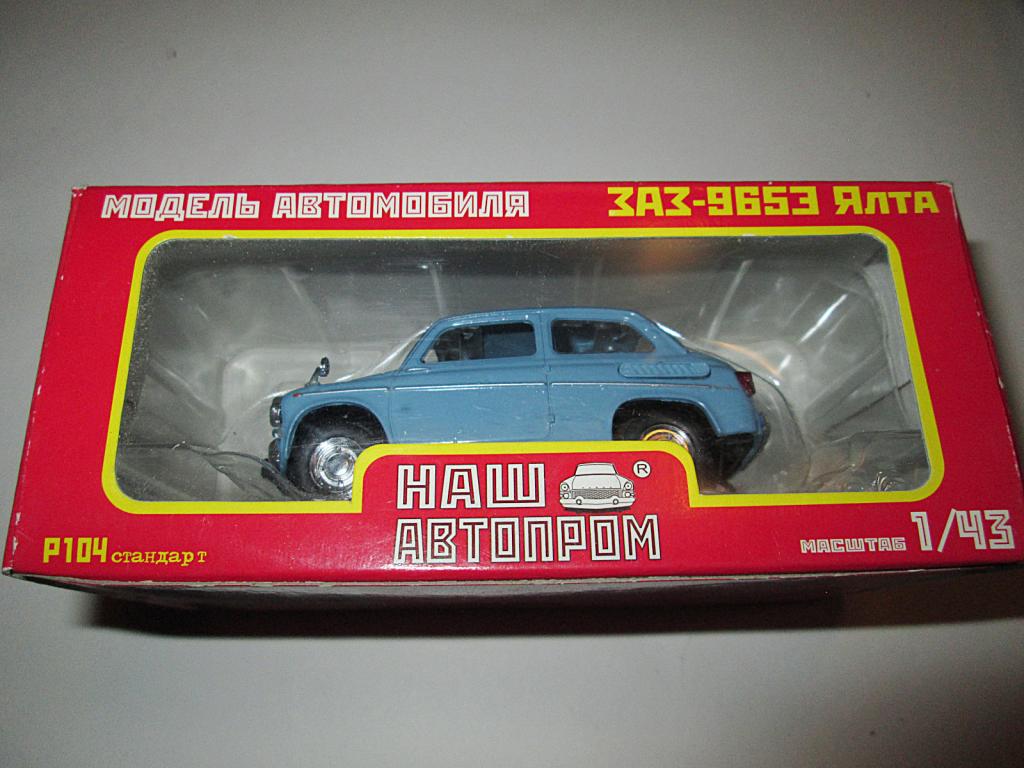 МОДЕЛЬ АВТОМОБИЛЯ
ЗАЗ-965Э ЯЛТА
НАШ ®
АВТОПРОМ
Р104 стандарт
МАСШТАБ 1/43